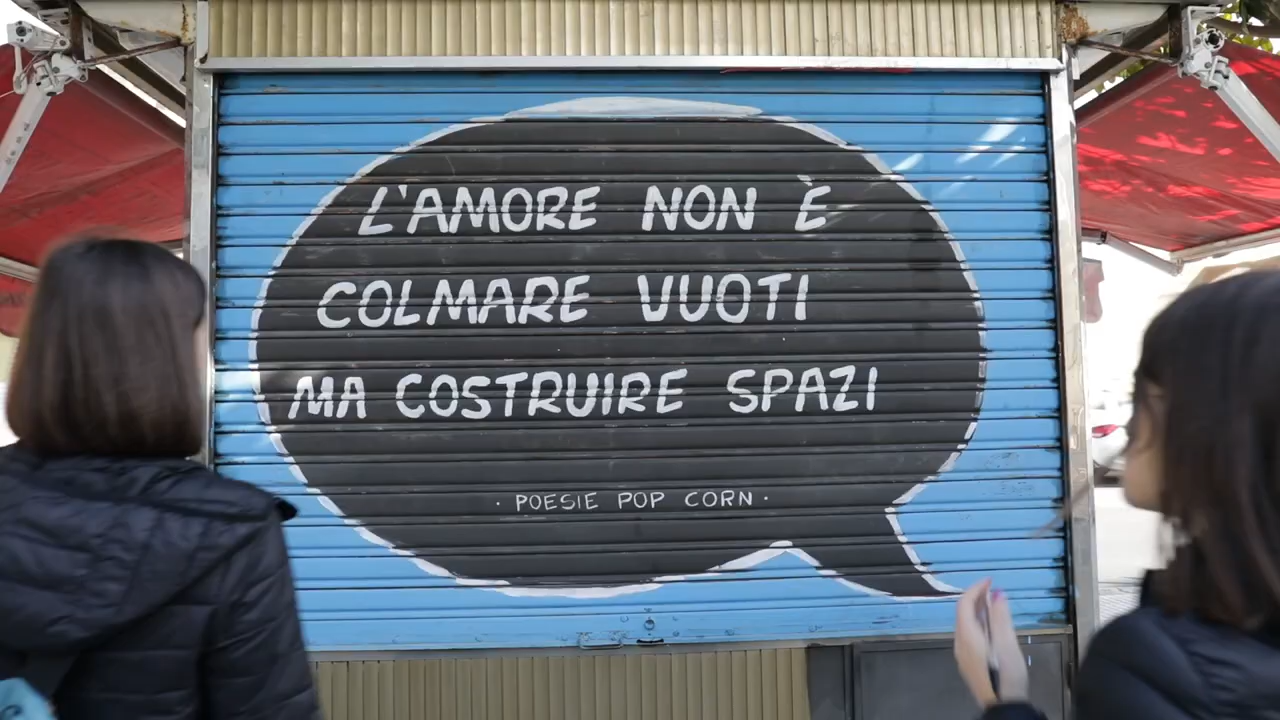 L'AMORE NON È
COLMARE VUOTI
MA COSTRUIRE SPAZI
· POESIE POP CORN ·